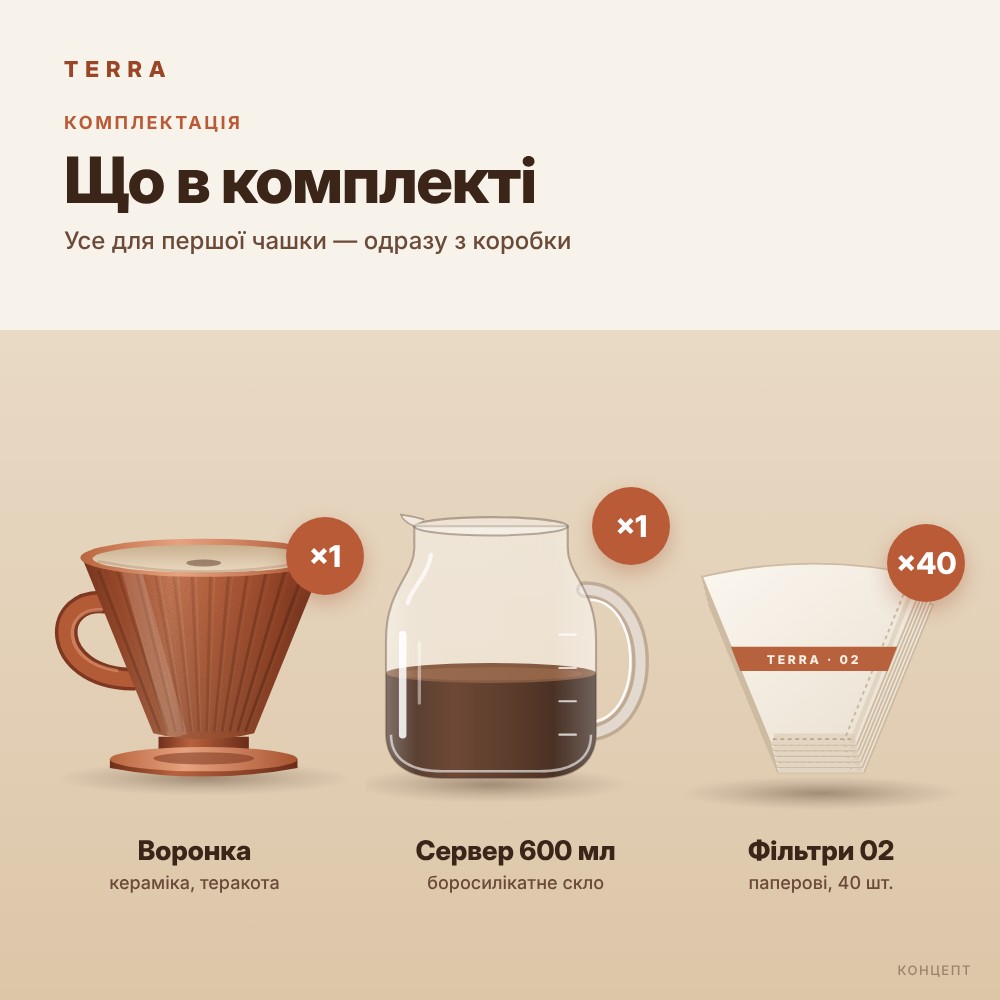 TERRA
КОМПЛЕКТАЦІЯ
Що в комплекті
Усе для першої чашки — одразу з коробки
×1
×1
×40
TERRA · 02
Воронка
кераміка, теракота
Сервер 600 мл
боросилікатне скло
Фільтри 02
паперові, 40 шт.
КОНЦЕПТ